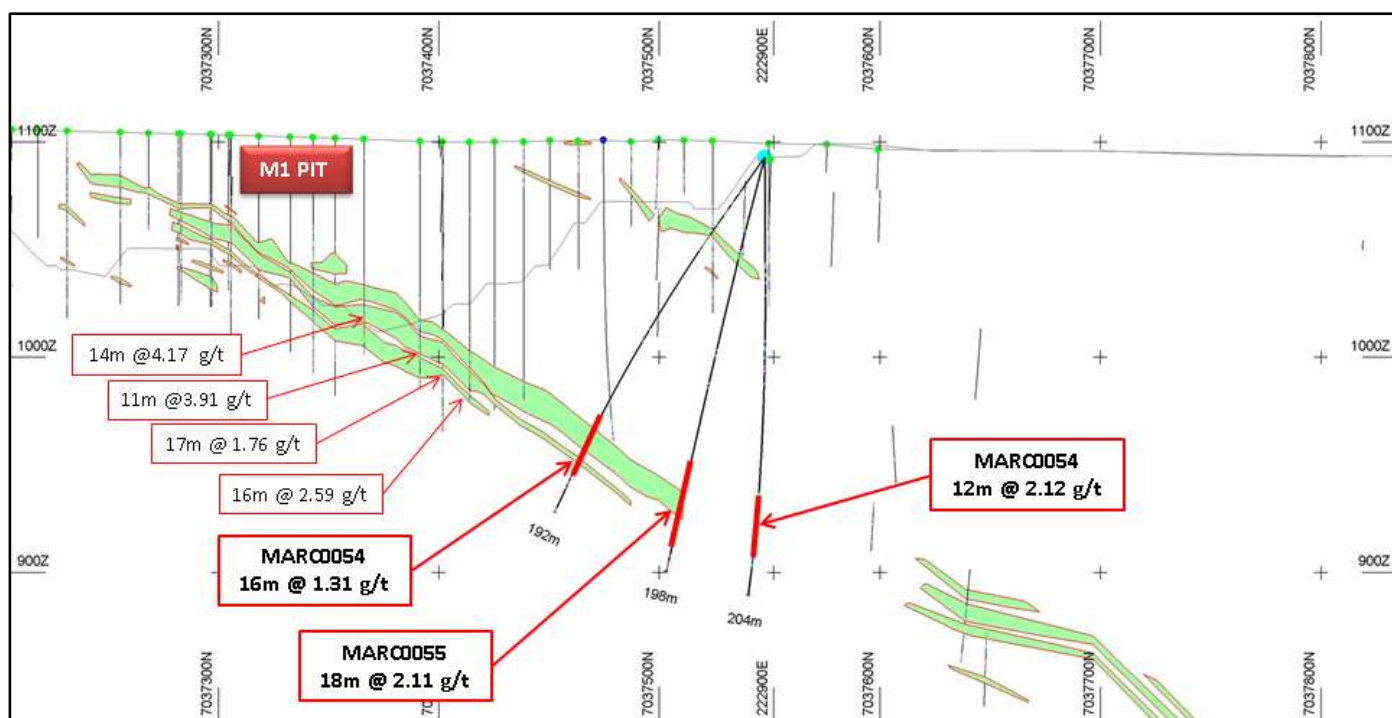 7037300N
7037400N
7037500N
222900E
7037600N
7037700N
7037800N
1100Z
1100Z
M1 PIT
1000Z
1000Z
14m @4.17 g/t
11m @3.91 g/t
17m @ 1.76 g/t
16m @ 2.59 g/t
MARC0054
12m @ 2.12 g/t
192m
MARC0054
16m @ 1.31 g/t
900Z
900Z
198m
204m
MARC0055
18m @ 2.11 g/t
7037300N
7037500N
222900E
7037600N
7037700N
7037800N